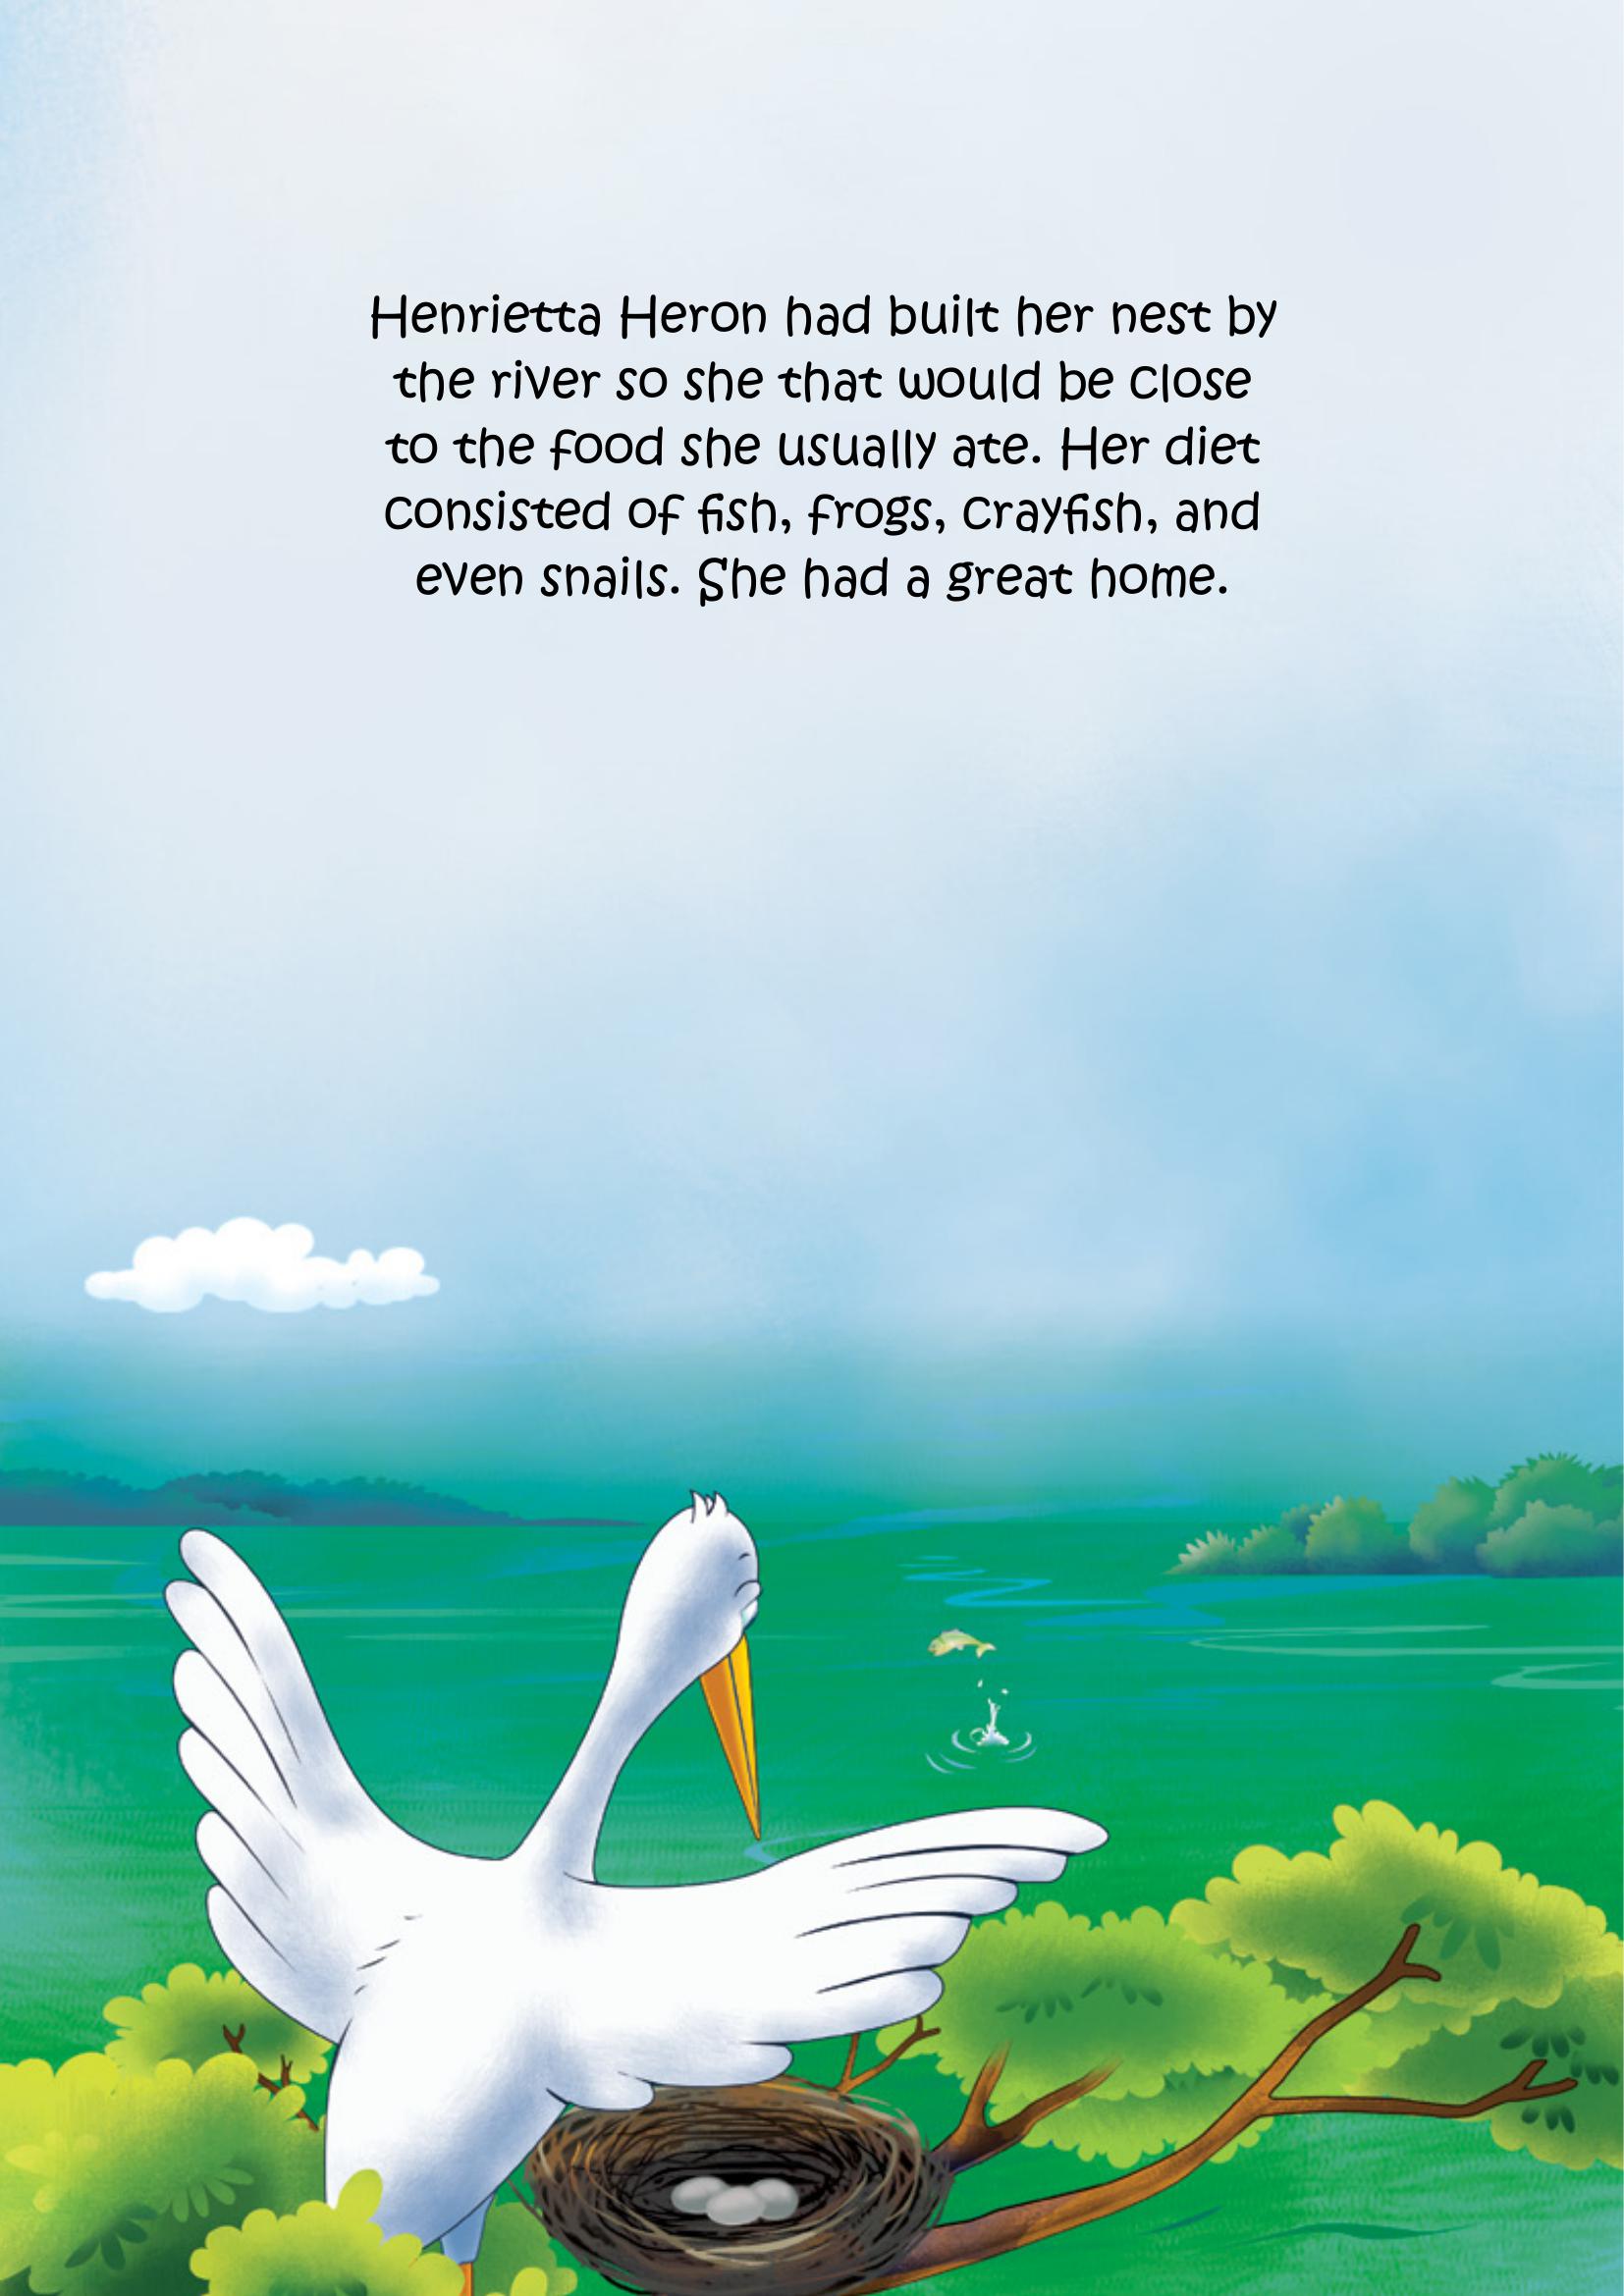 Henrietta Heron had built her nest by
the river so she that would be close
to the food she usually ate. Her diet
consisted of fish, frogs, crayfish, and
even snails. She had a great home.